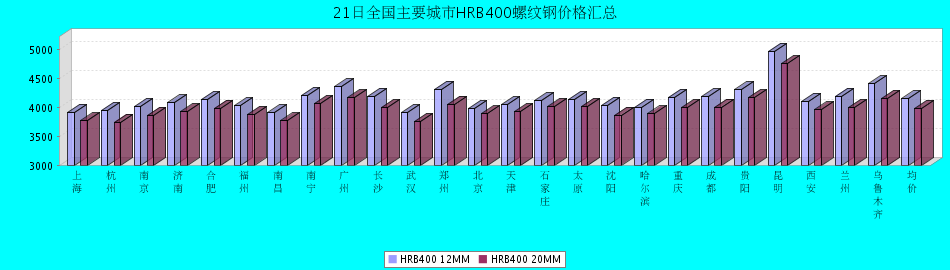 21日全国主要城市HRB400螺纹钢价格汇总
5000
4500
4000
3500
3000
上海
杭州
南京
济南
合肥
福州
南昌
南宁
广州
长沙
武汉
郑州
北京
天津
石家庄
太原
沈阳
哈尔滨
重庆
成都
贵阳
昆明
西安
兰州
乌鲁木齐
均价
HRB400 12MM
HRB400 20MM